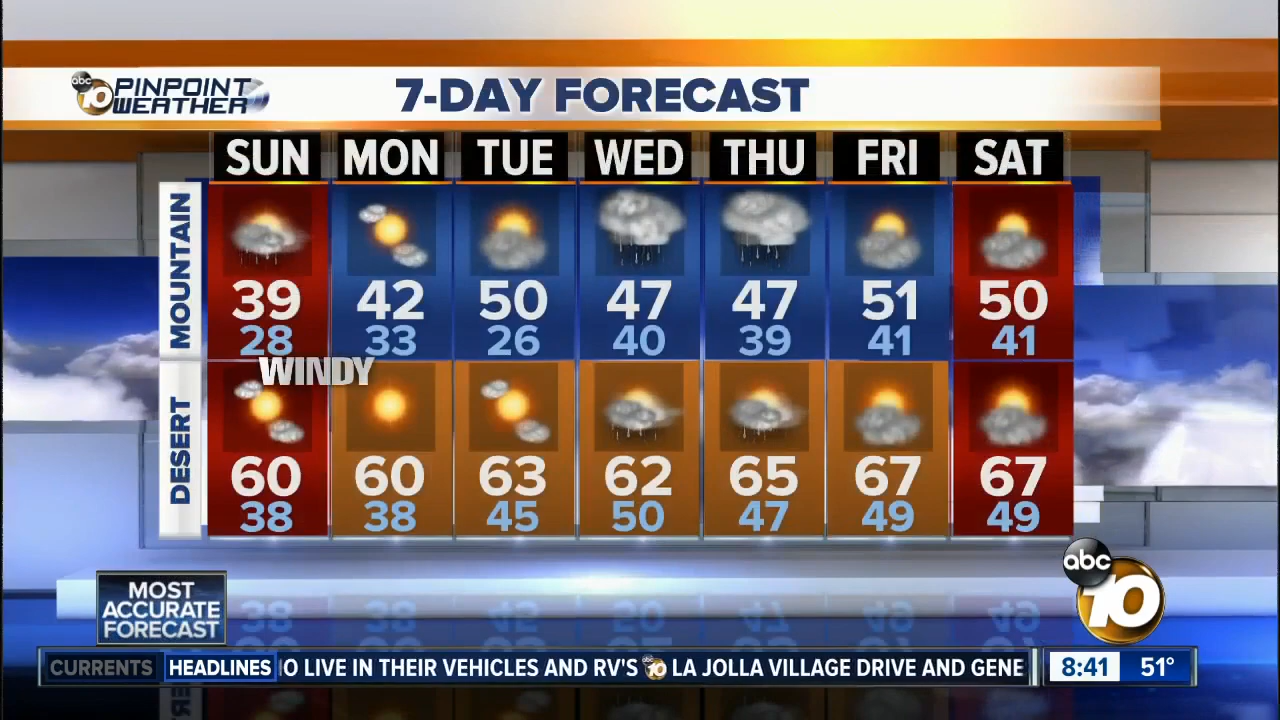 abc 10 PINPOINT WEATHER
7-DAY FORECAST
SUN MON TUE WED THU FRI SAT
MOUNTAIN
39 42 50 47 47 51 50
28 33 26 40 39 41 41
WINDY
DESERT
60 60 63 62 65 67 67
38 38 45 50 47 49 49
abc 10
MOST
ACCURATE
FORECAST
CURRENTS HEADLINES O LIVE IN THEIR VEHICLES AND RV'S 10 LA JOLLA VILLAGE DRIVE AND GENE 8:41 51°